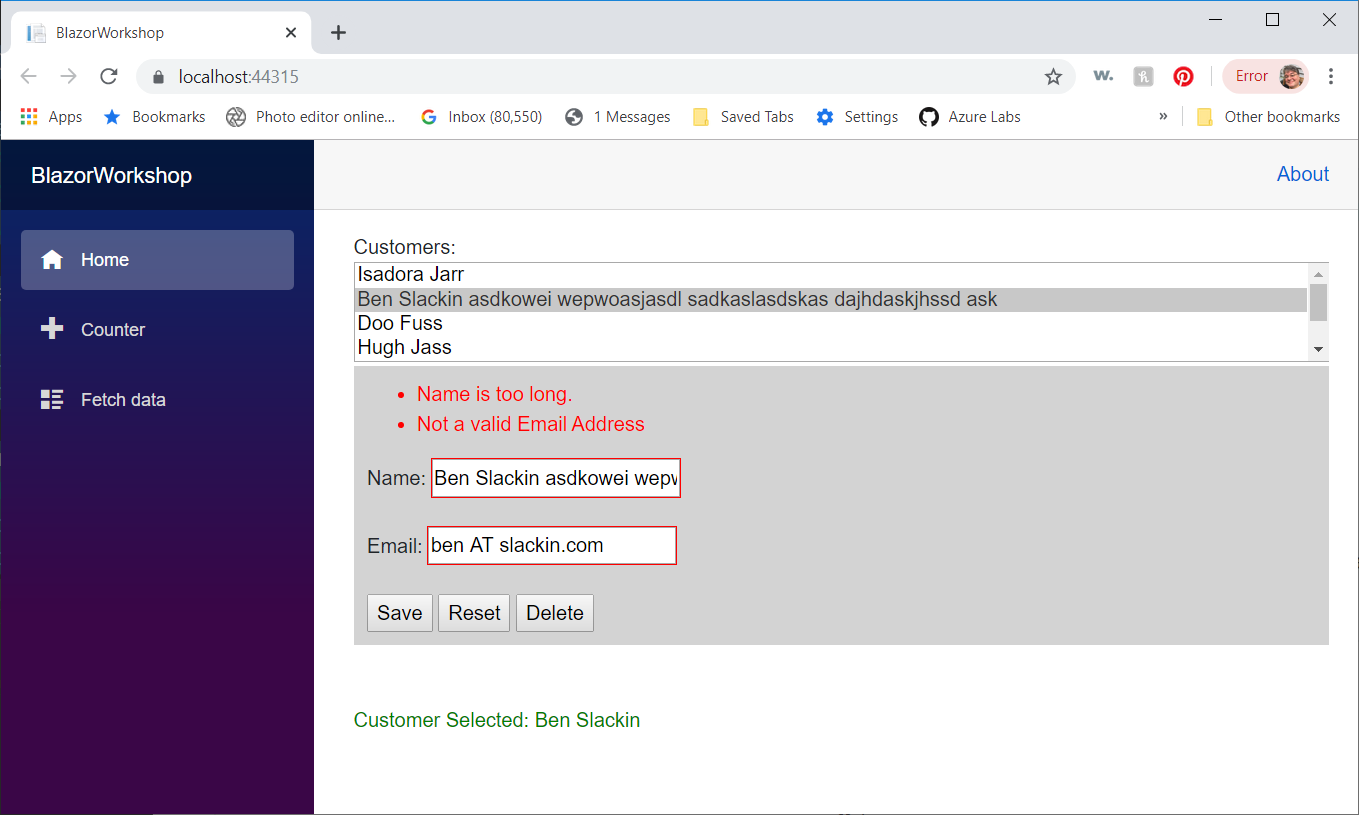 BlazorWorkshop
localhost:44315
W.
Error
Apps Bookmarks Photo editor online... Inbox (80,550) 1 Messages Saved Tabs Settings Azure Labs » Other bookmarks
BlazorWorkshop
About
Home
Counter
Fetch data
Customers:
Isadora Jarr
Ben Slackin asdkowei wepwoasjasdl sadkaslasdskas dajhdaskjhssd ask
Doo Fuss
Hugh Jass
• Name is too long.
• Not a valid Email Address
Name: Ben Slackin asdkowei wepw
Email: ben AT slackin.com
Save Reset Delete
Customer Selected: Ben Slackin